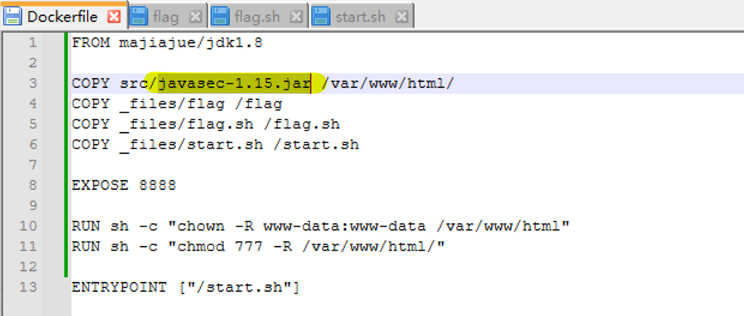 Dockerfile flag flag.sh start.sh
1 FROM majiajue/jdk1.8
2
3 COPY src/javasec-1.15.jar /var/www/html/
4 COPY _files/flag /flag
5 COPY _files/flag.sh /flag.sh
6 COPY _files/start.sh /start.sh
7
8 EXPOSE 8888
9
10 RUN sh -c "chown -R www-data:www-data /var/www/html"
11 RUN sh -c "chmod 777 -R /var/www/html/"
12
13 ENTRYPOINT ["/start.sh"]